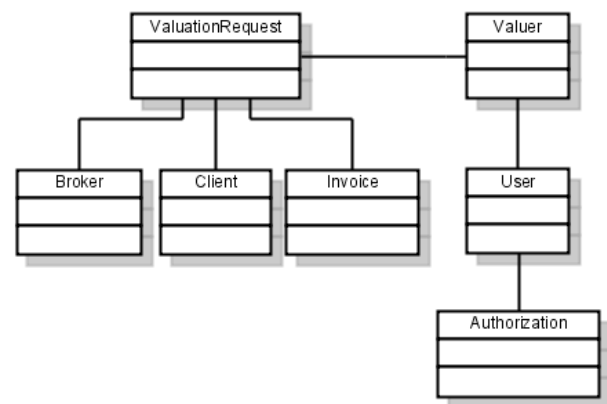 ValuationRequest
Valuer
Broker
Client
Invoice
User
Authorization